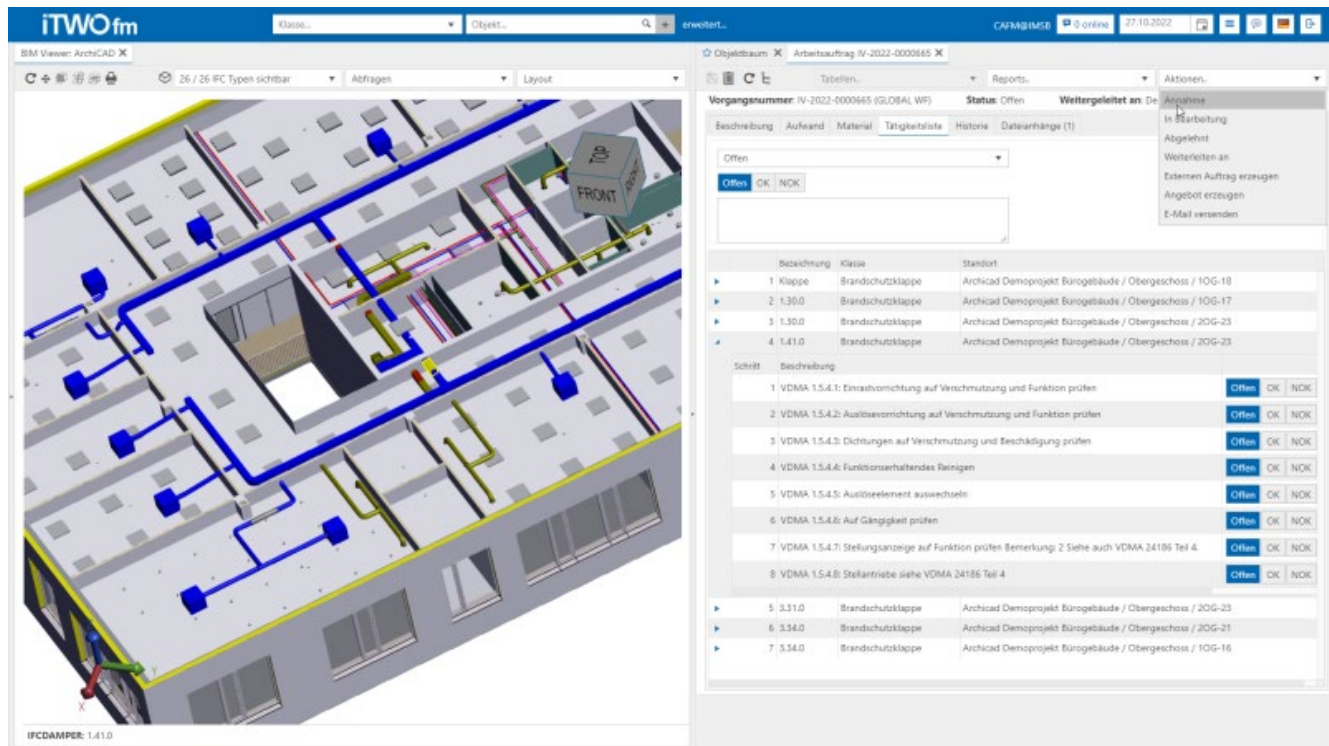 iTWO fm
Klasse...
Objekt...
erweitert...
CAFM@IMSB
0 online
27.10.2022
BIM Viewer: ArchiCAD X
Objektbaum X
Arbeitsauftrag IV-2022-0000665 X
26 / 26 IFC Typen sichtbar
Abfragen
Layout
Tabellen...
Reports...
Aktionen...
Vorgangsnummer: IV-2022-0000665 (GLOBAL WF)
Status: Offen
Weitergeleitet an: De
Annahme
In Bearbeitung
Abgelehnt
Weiterleiten an
Externen Auftrag erzeugen
Angebot erzeugen
E-Mail versenden
Beschreibung Aufwand Material Tätigkeitsliste Historie Dateianhänge (1)
Offen
Offen OK NOK
Bezeichnung Klasse Standort
1 Klappe Brandschutzklappe Archicad Demoprojekt Bürogebäude / Obergeschoss / 1OG-18
2 1.30.0 Brandschutzklappe Archicad Demoprojekt Bürogebäude / Obergeschoss / 1OG-17
3 1.30.0 Brandschutzklappe Archicad Demoprojekt Bürogebäude / Obergeschoss / 2OG-23
4 1.41.0 Brandschutzklappe Archicad Demoprojekt Bürogebäude / Obergeschoss / 2OG-23
Schritt Beschreibung
1 VDMA 1.5.4.1: Einrastvorrichtung auf Verschmutzung und Funktion prüfen Offen OK NOK
2 VDMA 1.5.4.2: Auslösevorrichtung auf Verschmutzung und Funktion prüfen Offen OK NOK
3 VDMA 1.5.4.3: Dichtungen auf Verschmutzung und Beschädigung prüfen Offen OK NOK
4 VDMA 1.5.4.4: Funktionserhaltendes Reinigen Offen OK NOK
5 VDMA 1.5.4.5: Auslöseelement auswechseln Offen OK NOK
6 VDMA 1.5.4.6: Auf Gängigkeit prüfen Offen OK NOK
7 VDMA 1.5.4.7: Stellungsanzeige auf Funktion prüfen Bemerkung: 2 Siehe auch VDMA 24186 Teil 4. Offen OK NOK
8 VDMA 1.5.4.8: Stellantriebe siehe VDMA 24186 Teil 4 Offen OK NOK
5 3.31.0 Brandschutzklappe Archicad Demoprojekt Bürogebäude / Obergeschoss / 2OG-23
6 3.34.0 Brandschutzklappe Archicad Demoprojekt Bürogebäude / Obergeschoss / 2OG-21
7 3.34.0 Brandschutzklappe Archicad Demoprojekt Bürogebäude / Obergeschoss / 1OG-16
TOP
FRONT
Y
X
IFCDAMPER: 1.41.0